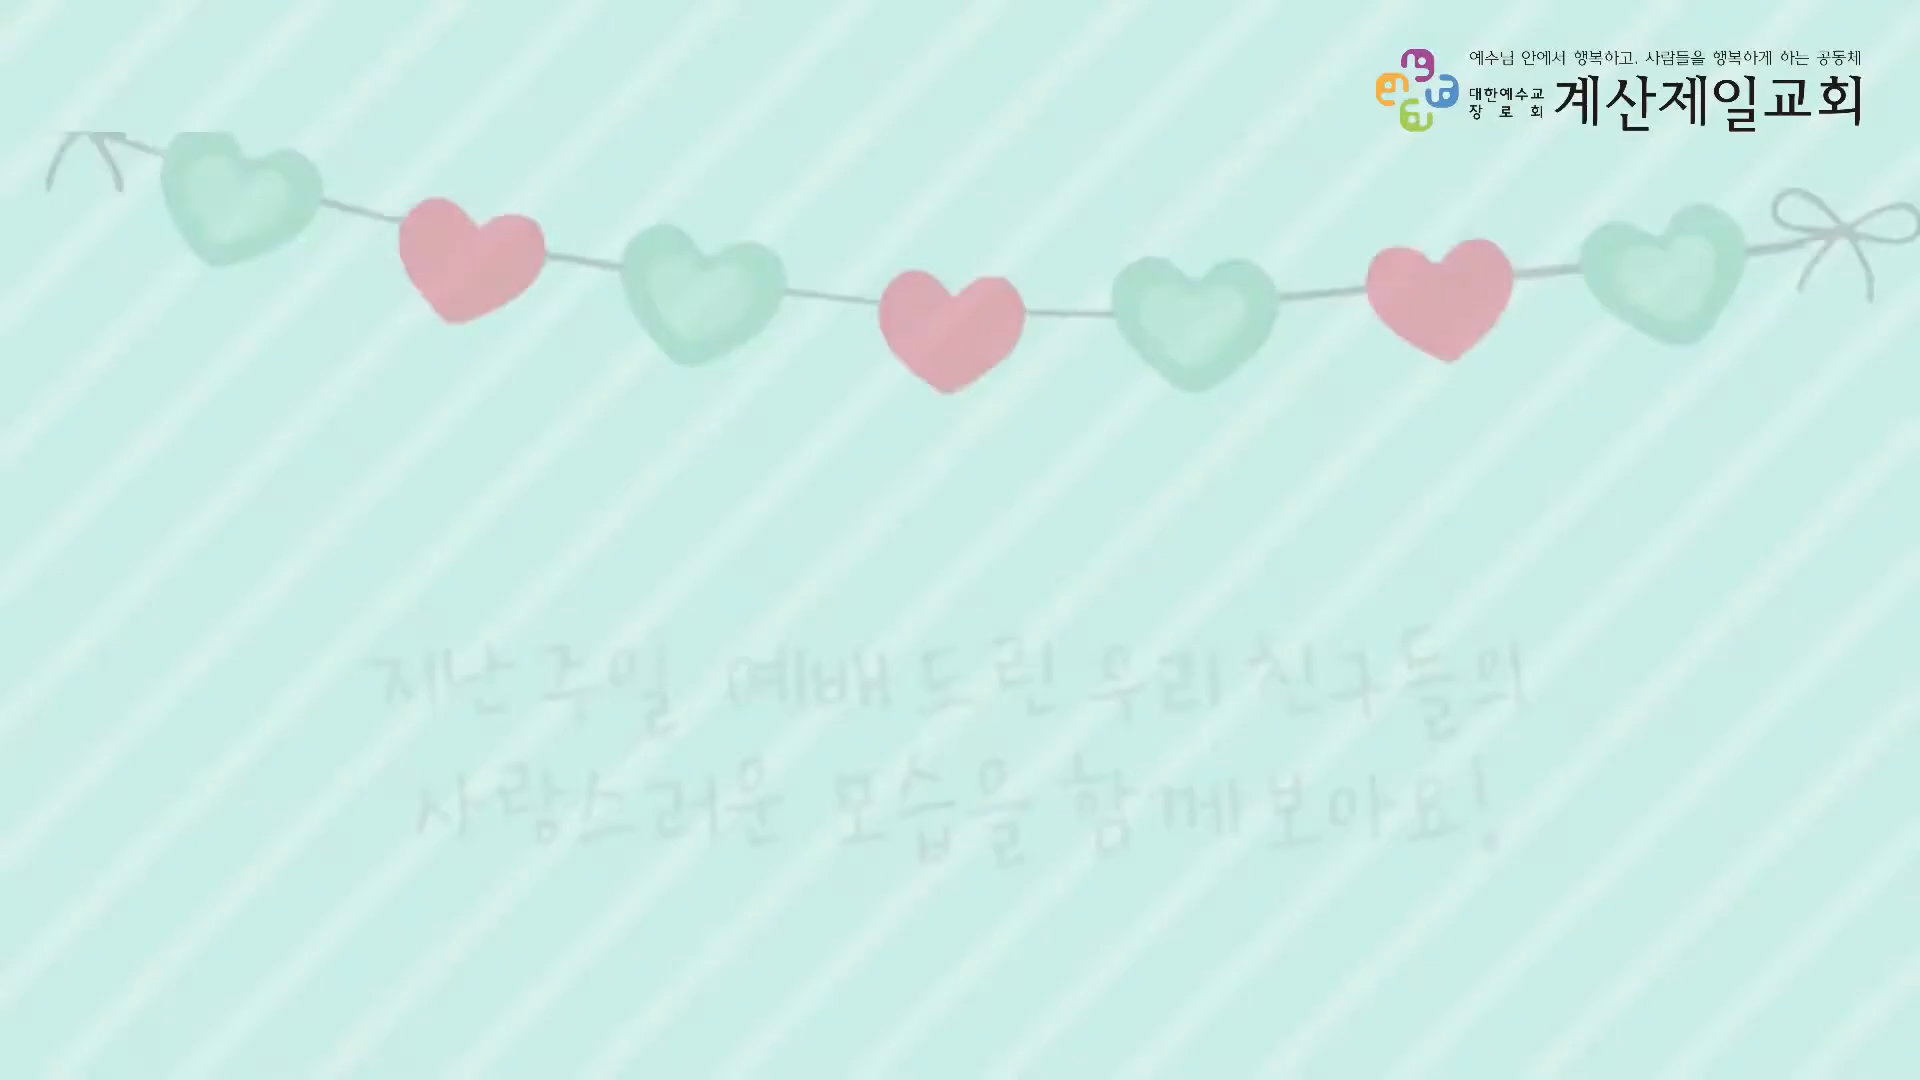 예수님 안에서 행복하고, 사람들을 행복하게 하는 공동체
대한예수교
장로회
계산제일교회
지난 주일 예배 드린 우리 친구들의
사랑스러운 모습을 함께 보아요!